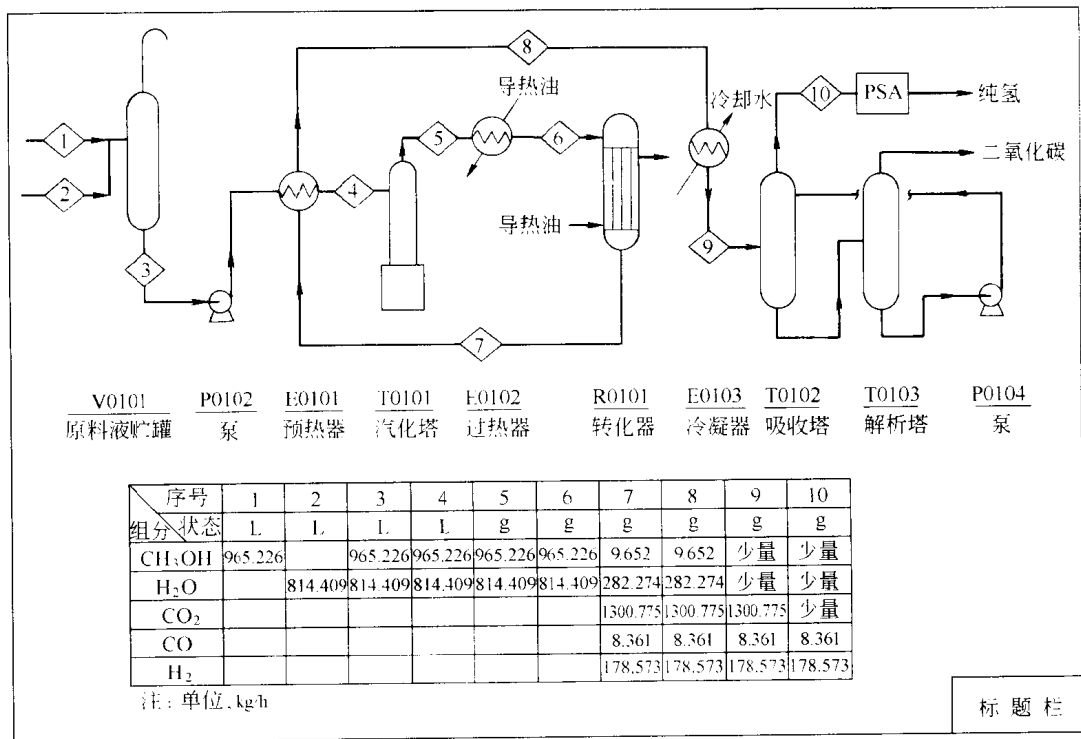 8
导热油
冷却水
10 PSA 纯氢
1
5
6
二氧化碳
2
4
导热油
9
3
7
V0101 P0102 E0101 T0101 E0102 R0101 E0103 T0102 T0103 P0104
原料液贮罐 泵 预热器 汽化塔 过热器 转化器 冷凝器 吸收塔 解析塔 泵
序号 1 2 3 4 5 6 7 8 9 10
组分 状态 L L L L g g g g g g
CH3OH 965.226 965.226 965.226 965.226 965.226 9.652 9.652 少量 少量
H2O 814.409 814.409 814.409 814.409 814.409 282.274 282.274 少量 少量
CO2 1300.775 1300.775 1300.775 少量
CO 8.361 8.361 8.361 8.361
H2 178.573 178.573 178.573 178.573
注:单位,kg/h
标题栏